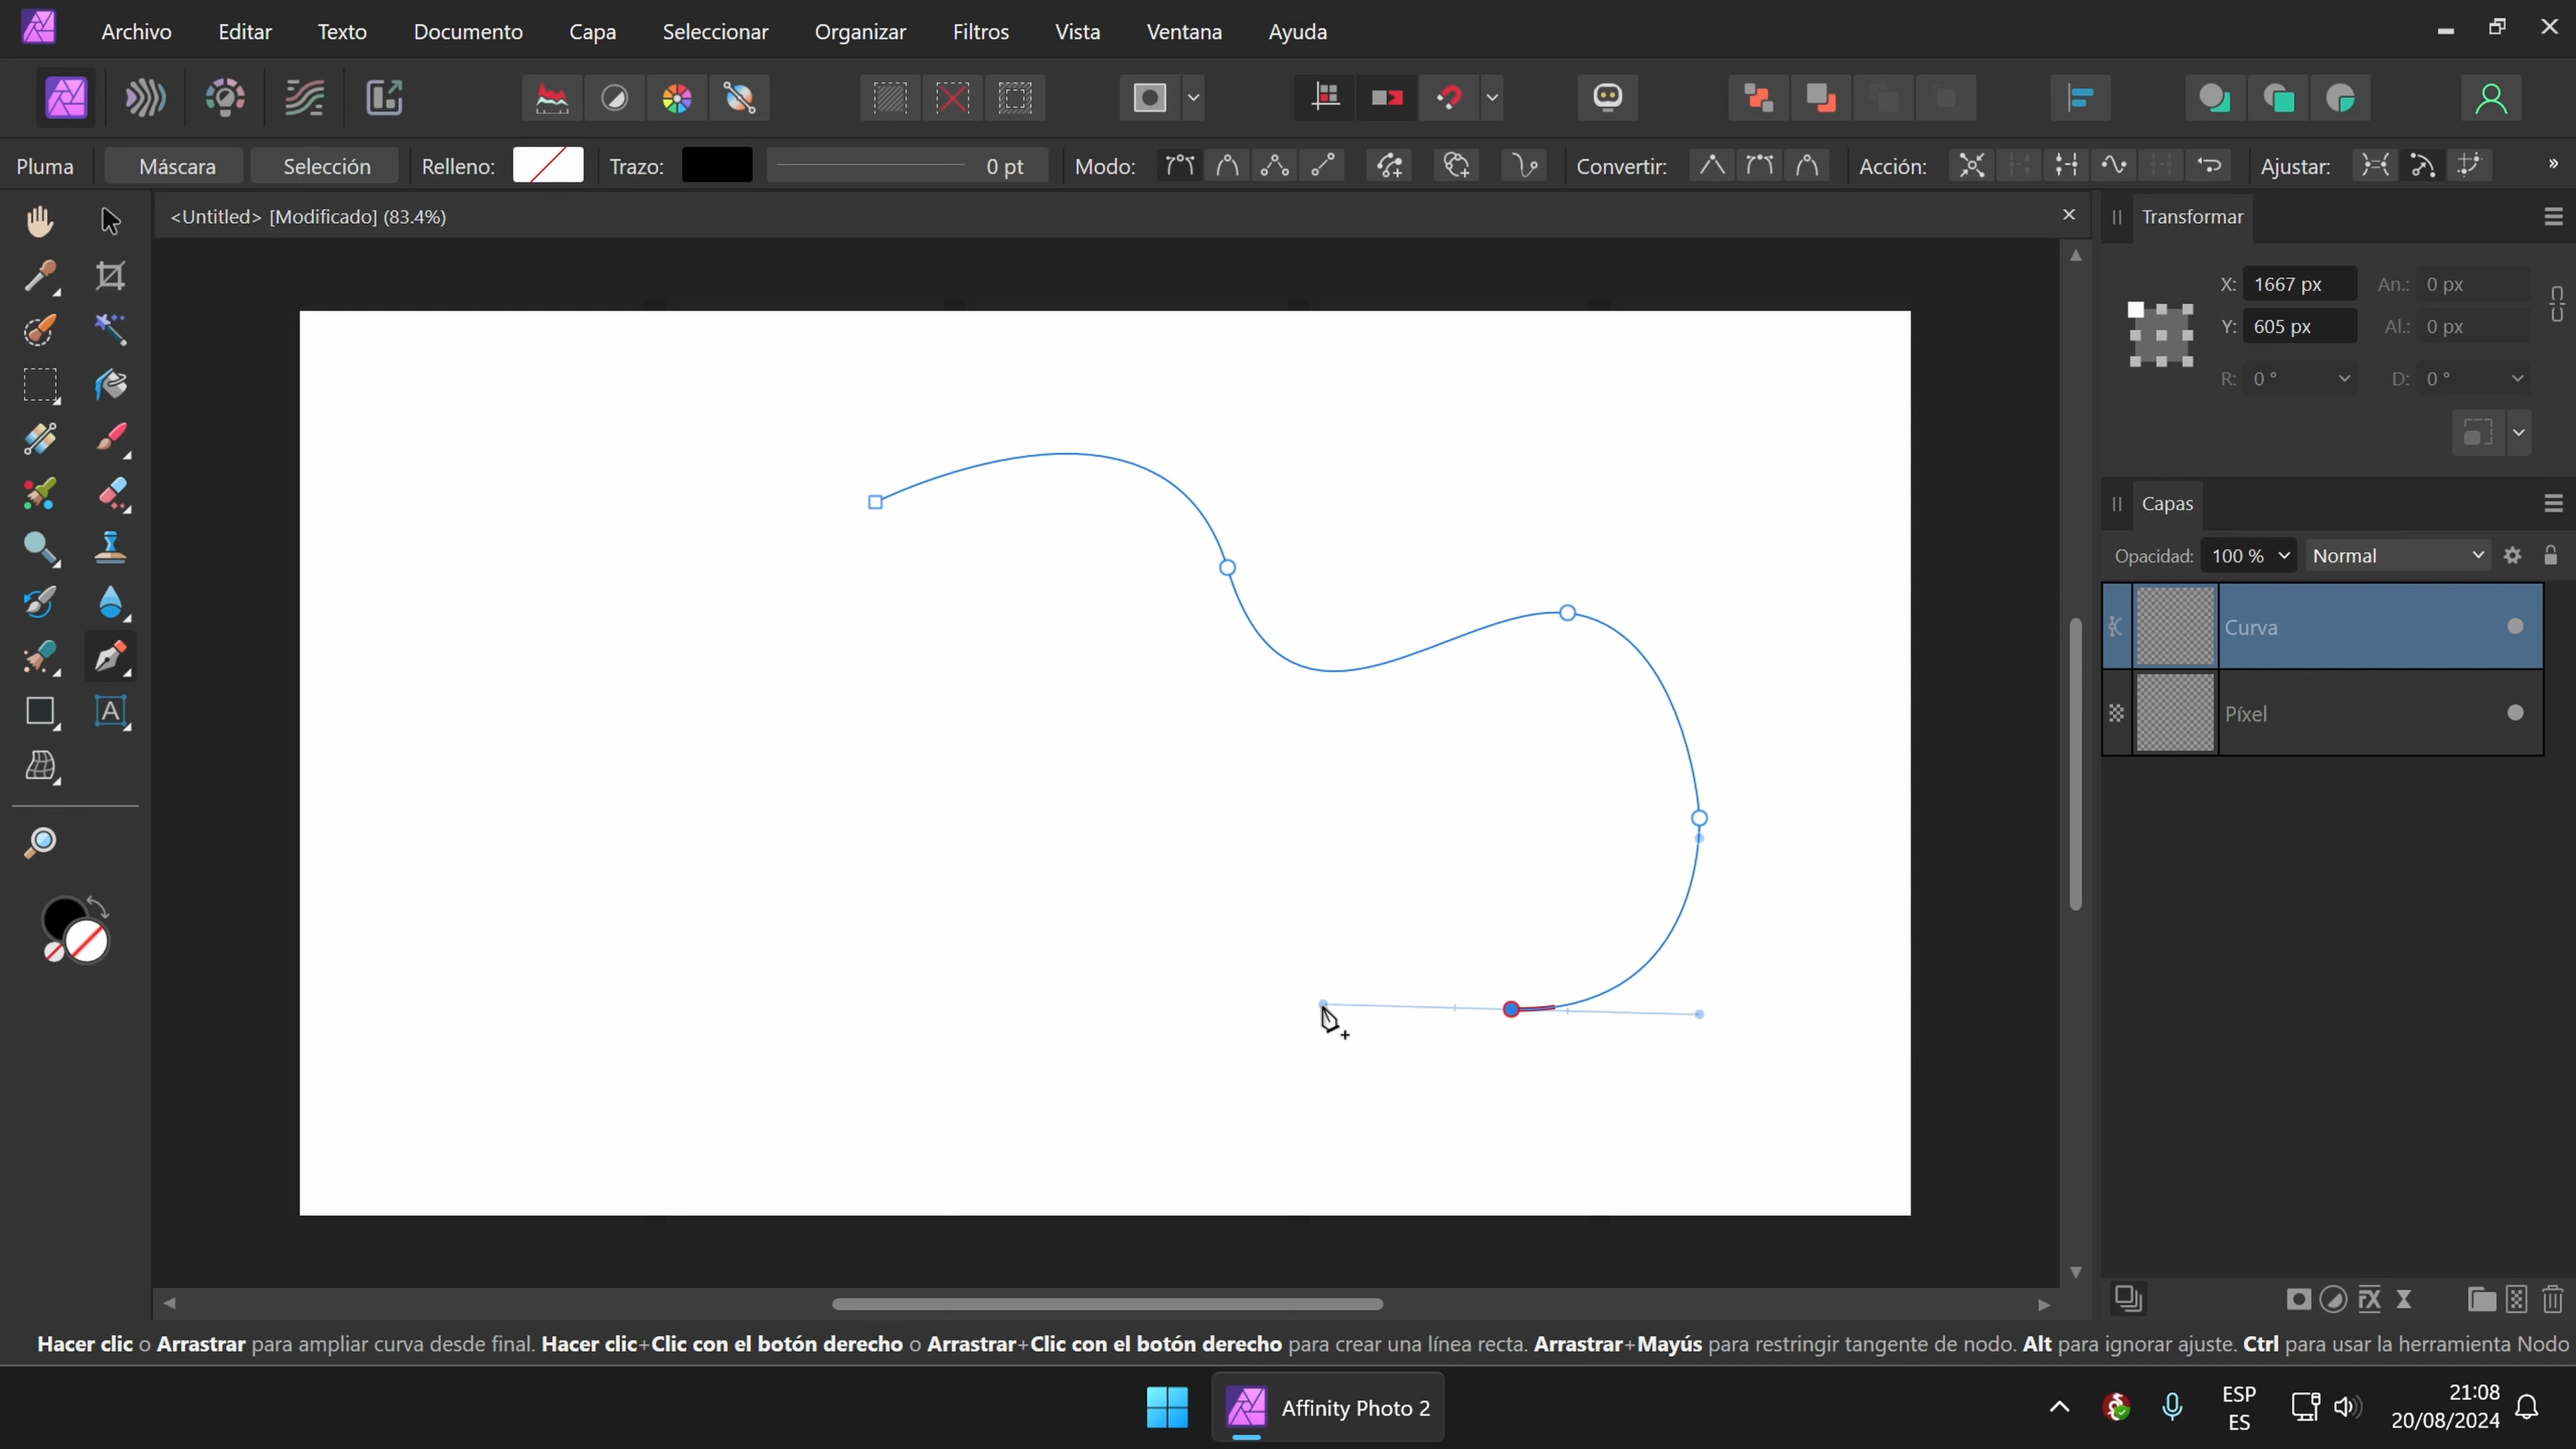 Archivo Editar Texto Documento Capa Seleccionar Organizar Filtros Vista Ventana Ayuda
Pluma Máscara Selección Relleno: Trazo: 0 pt Modo: Convertir: Acción: Ajustar: »
<Untitled> [Modificado] (83.4%)
Transformar
X: 1667 px An.: 0 px
Y: 605 px Al.: 0 px
R: 0 ° D: 0 °
Capas
Opacidad: 100 % Normal
Curva
Píxel
Hacer clic o Arrastrar para ampliar curva desde final. Hacer clic+Clic con el botón derecho o Arrastrar+Clic con el botón derecho para crear una línea recta. Arrastrar+Mayús para restringir tangente de nodo. Alt para ignorar ajuste. Ctrl para usar la herramienta Nodo
Affinity Photo 2
ESP
ES
21:08
20/08/2024